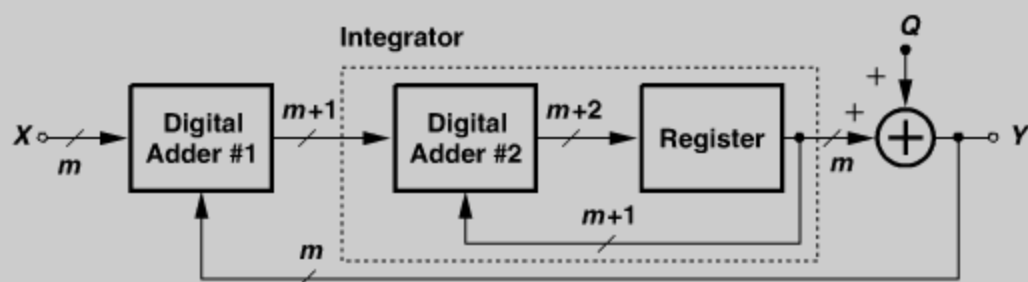 Integrator
Q
+
+
X
m
Digital
Adder #1
m+1
Digital
Adder #2
m+2
Register
m
+
Y
m+1
m